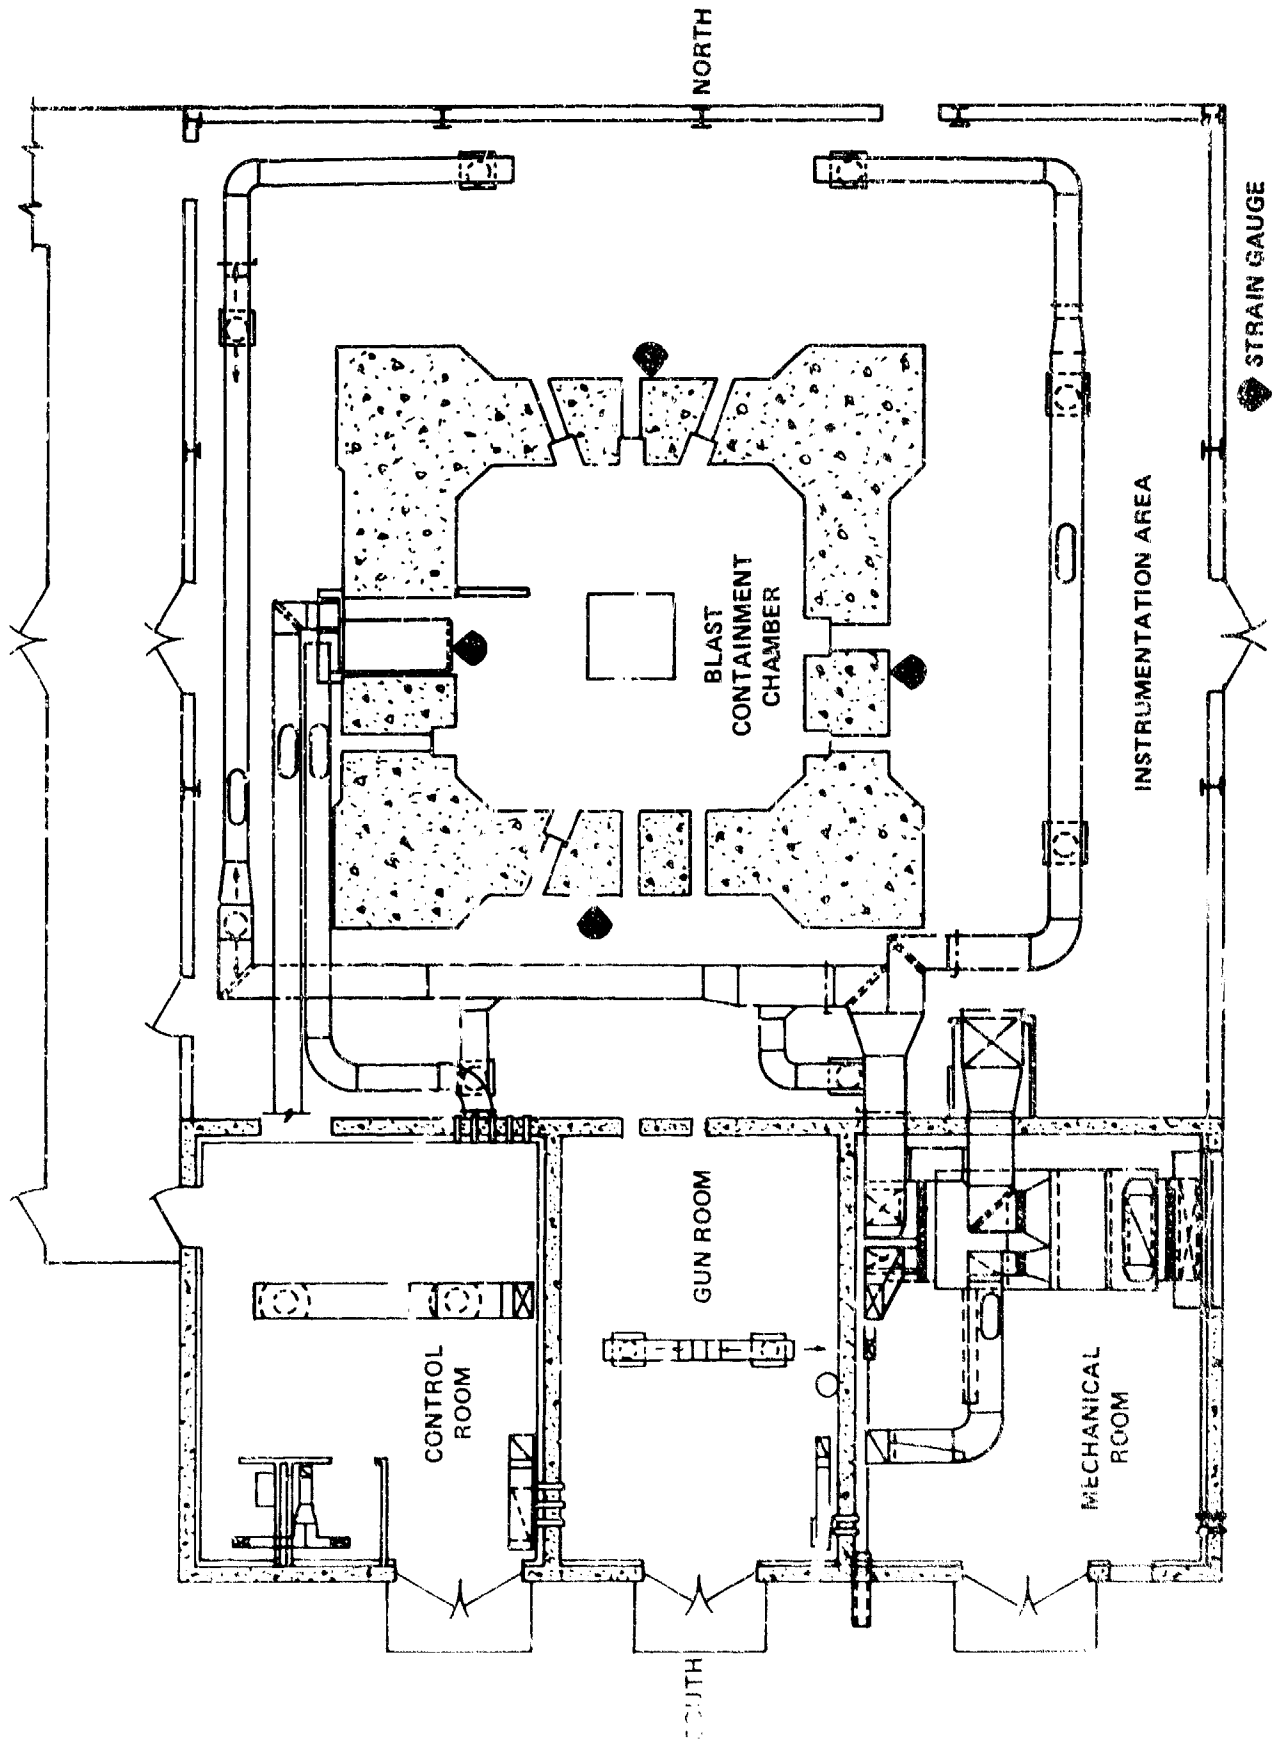 NORTH
STRAIN GAUGE
INSTRUMENTATION AREA
BLAST
CONTAINMENT
CHAMBER
GUN ROOM
CONTROL
ROOM
MECHANICAL
ROOM